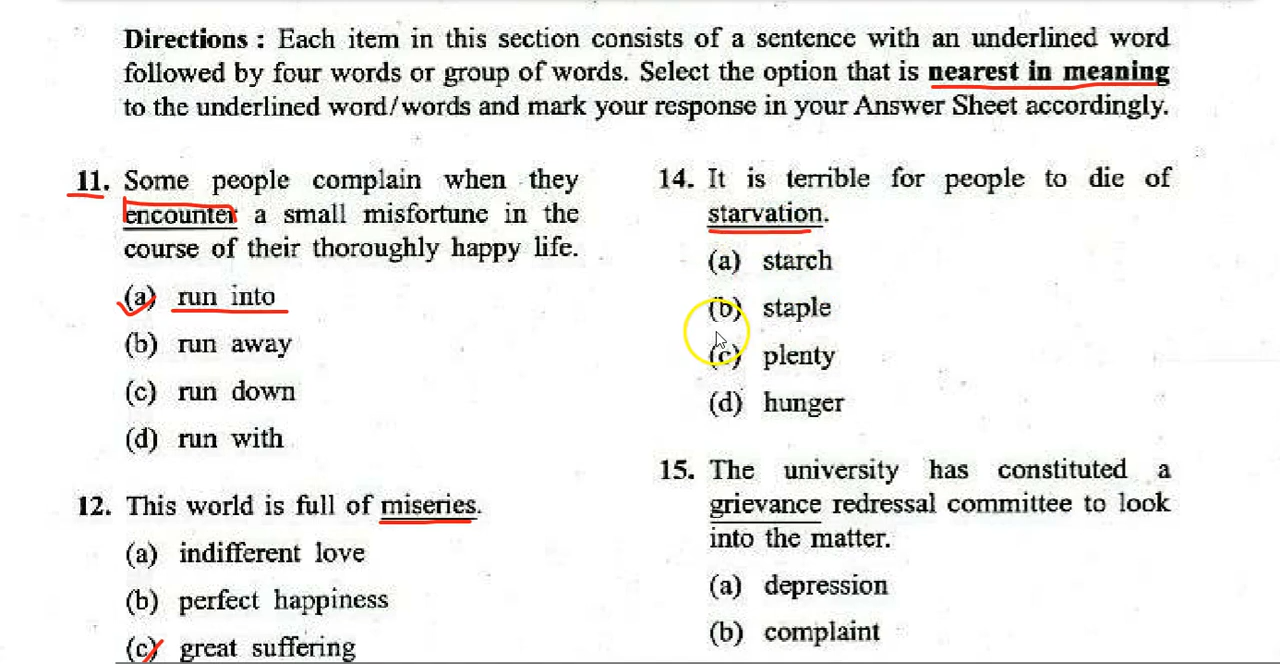 Directions : Each item in this section consists of a sentence with an underlined word
followed by four words or group of words. Select the option that is nearest in meaning
to the underlined word/words and mark your response in your Answer Sheet accordingly.
11. Some people complain when they
encounter a small misfortune in the
course of their thoroughly happy life.
(a) run into
(b) run away
(c) run down
(d) run with
12. This world is full of miseries.
(a) indifferent love
(b) perfect happiness
(c) great suffering
14. It is terrible for people to die of
starvation.
(a) starch
(b) staple
(c) plenty
(d) hunger
15. The university has constituted a
grievance redressal committee to look
into the matter.
(a) depression
(b) complaint